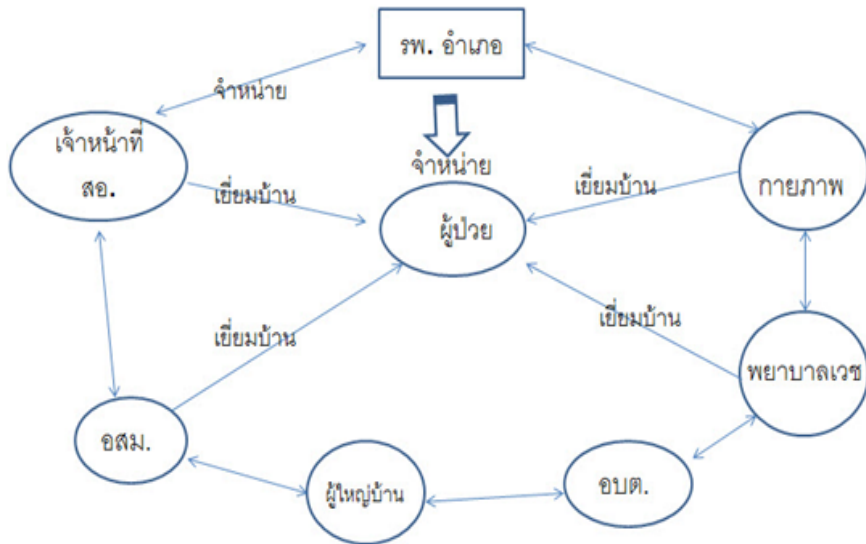 รพ. อำเภอ
จำหน่าย
เจ้าหน้าที่
สอ.
จำหน่าย
เยี่ยมบ้าน
เยี่ยมบ้าน
กายภาพ
ผู้ป่วย
เยี่ยมบ้าน
เยี่ยมบ้าน
พยาบาลเวช
อสม.
ผู้ใหญ่บ้าน
อบต.